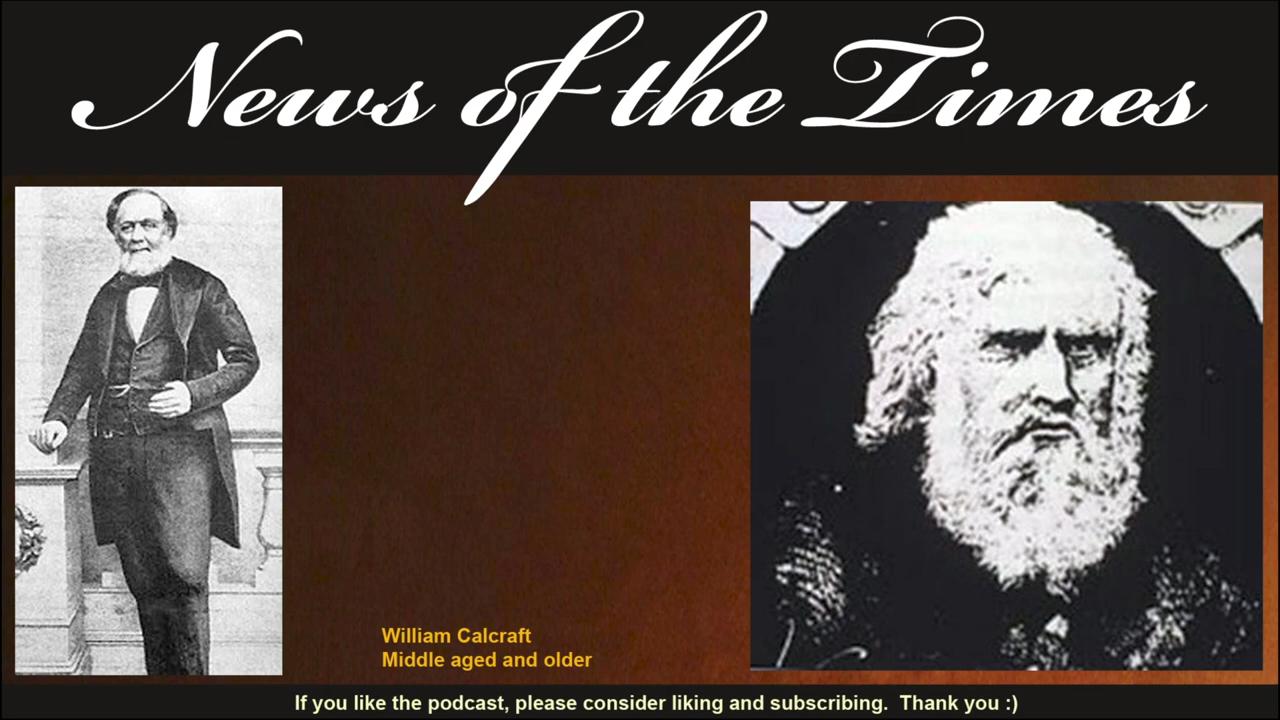 News of the Times
William Calcraft
Middle aged and older
If you like the podcast, please consider liking and subscribing.  Thank you :)